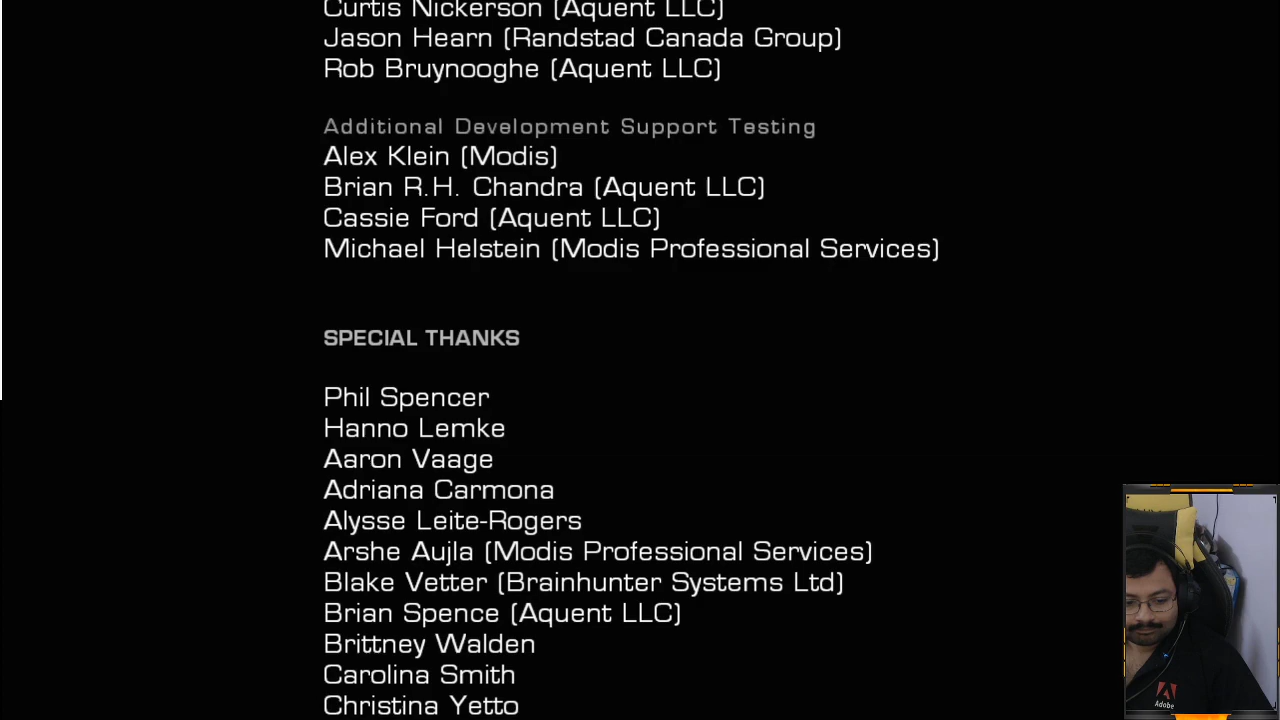 Curtis Nickerson (Aquent LLC)
Jason Hearn (Randstad Canada Group)
Rob Bruynooghe (Aquent LLC)
Additional Development Support Testing
Alex Klein (Modis)
Brian R.H. Chandra (Aquent LLC)
Cassie Ford (Aquent LLC)
Michael Helstein (Modis Professional Services)
SPECIAL THANKS
Phil Spencer
Hanno Lemke
Aaron Vaage
Adriana Carmona
Alysse Leite-Rogers
Arshe Aujla (Modis Professional Services)
Blake Vetter (Brainhunter Systems Ltd)
Brian Spence (Aquent LLC)
Brittney Walden
Carolina Smith
Christina Yetto
Adobe